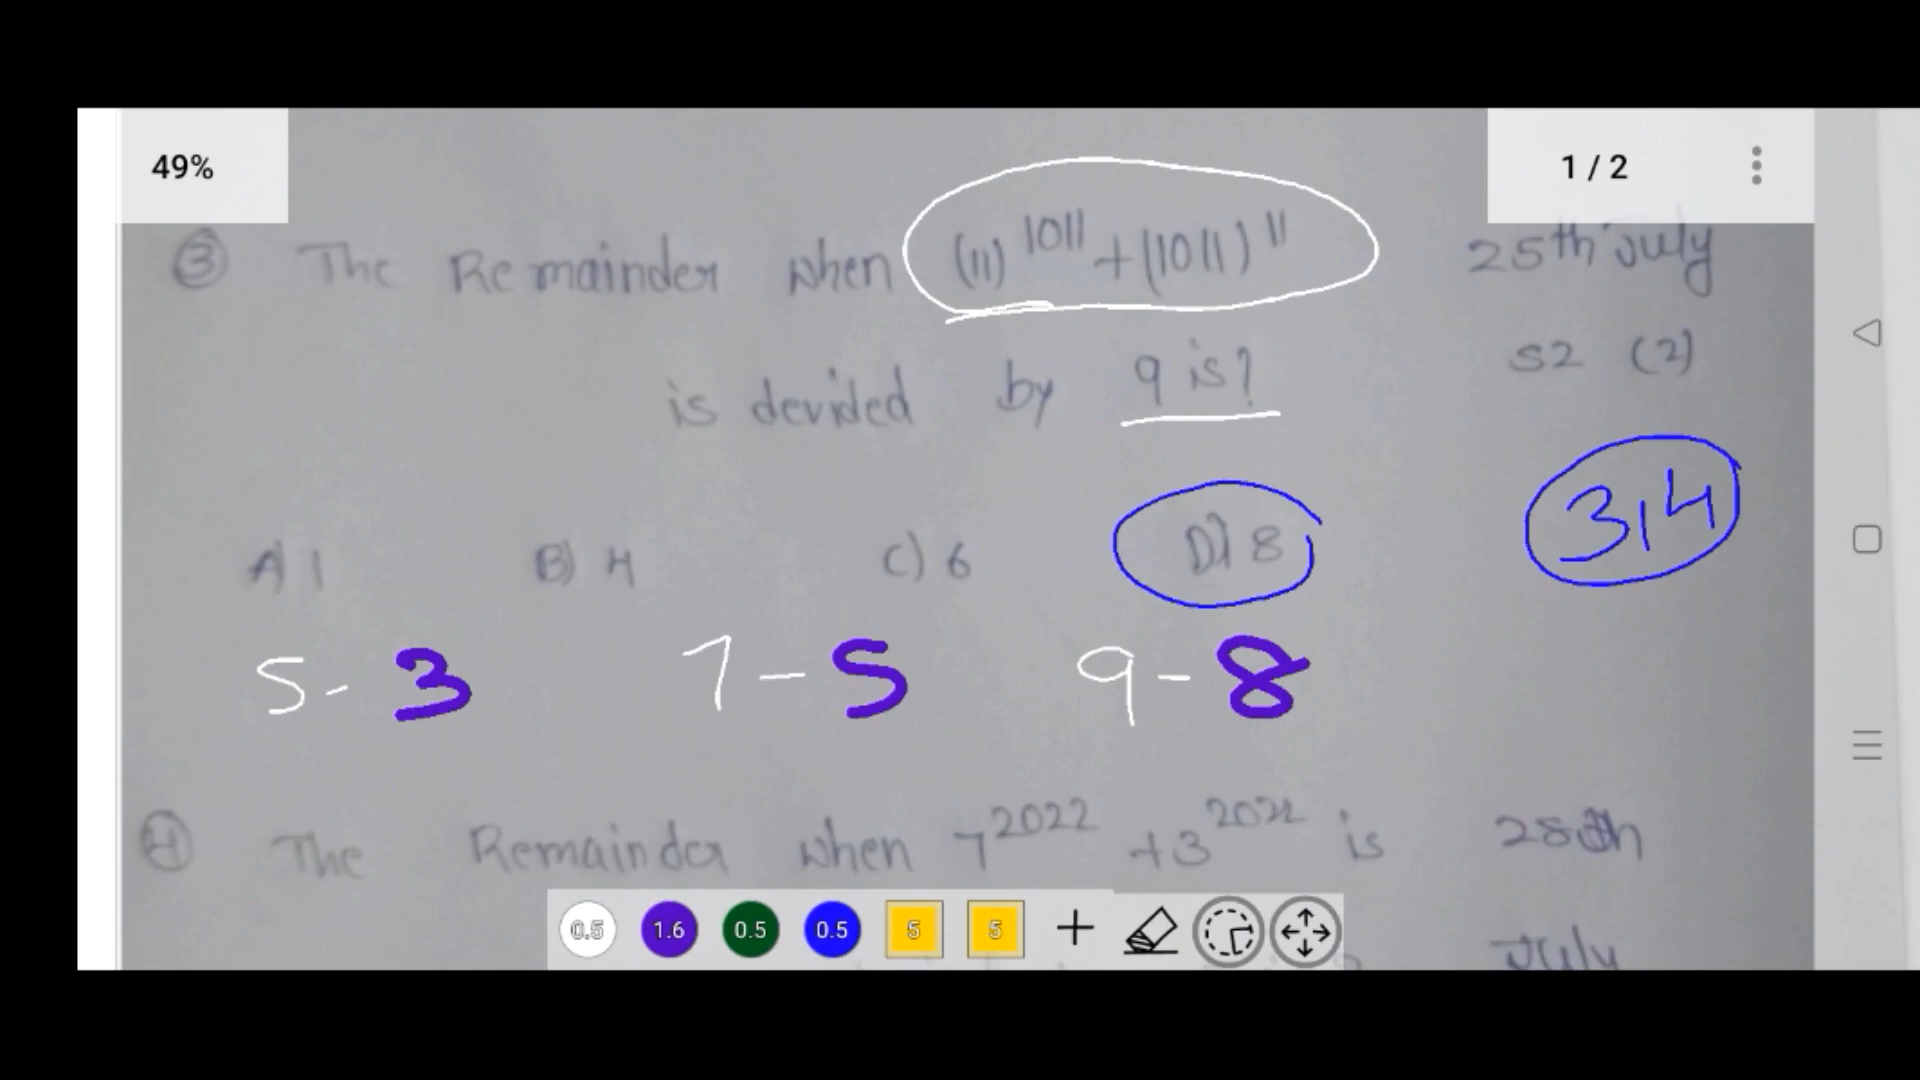 49%
1 / 2
③ The Remainder when (11)^1011 + (1011)^11 25th July
is devided by 9 is? S2 (2)
3,4
A) 1 B) 4 C) 6 D) 8
5 - 3 7 - 5 9 - 8
④ The Remainder when 7^2022 + 3^2022 is 28th
0.5 1.6 0.5 0.5 5 5
July